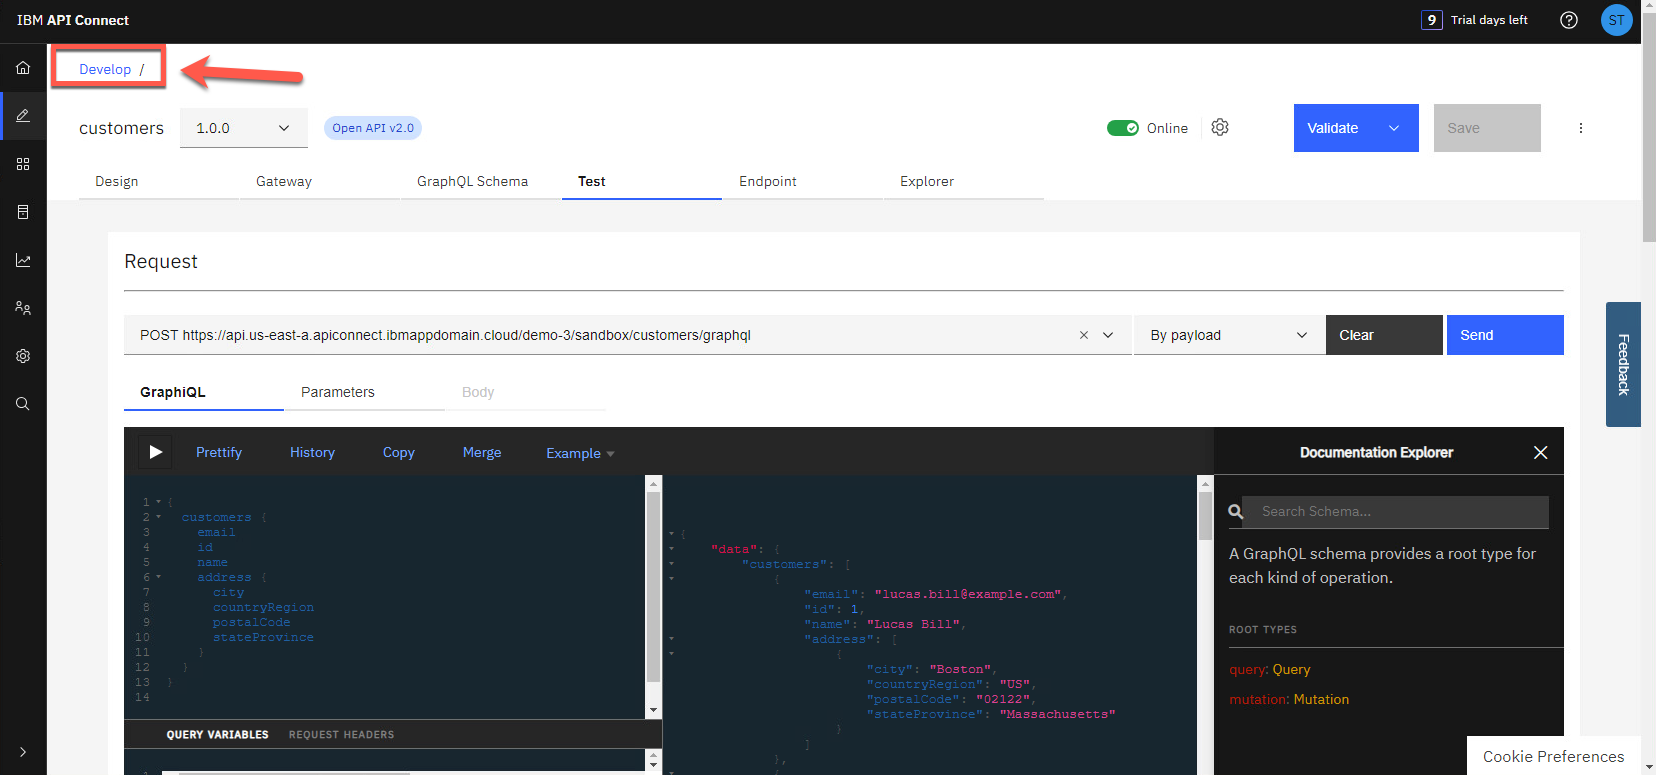 IBM API Connect
9 Trial days left
ST
Develop /
customers
1.0.0
Open API v2.0
Online
Validate
Save
Design
Gateway
GraphQL Schema
Test
Endpoint
Explorer
Request
POST https://api.us-east-a.apiconnect.ibmappdomain.cloud/demo-3/sandbox/customers/graphql
By payload
Clear
Send
Feedback
GraphiQL
Parameters
Body
Prettify
History
Copy
Merge
Example
1 {
2 customers {
3 email
4 id
5 name
6 address {
7 city
8 countryRegion
9 postalCode
10 stateProvince
11 }
12 }
13 }
14
QUERY VARIABLES
REQUEST HEADERS
1
{
"data": {
"customers": [
{
"email": "lucas.bill@example.com",
"id": 1,
"name": "Lucas Bill",
"address": [
{
"city": "Boston",
"countryRegion": "US",
"postalCode": "02122",
"stateProvince": "Massachusetts"
}
]
},
{
Documentation Explorer
Search Schema...
A GraphQL schema provides a root type for
each kind of operation.
ROOT TYPES
query: Query
mutation: Mutation
Cookie Preferences